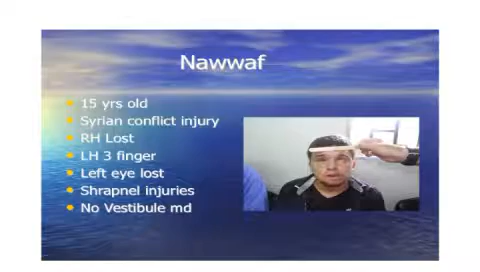 Nawwaf
15 yrs old
Syrian conflict injury
RH Lost
LH 3 finger
Left eye lost
Shrapnel injuries
No Vestibule md